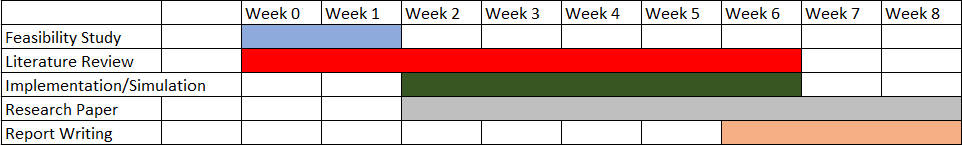 Week 0 Week 1 Week 2 Week 3 Week 4 Week 5 Week 6 Week 7 Week 8
Feasibility Study
Literature Review
Implementation/Simulation
Research Paper
Report Writing